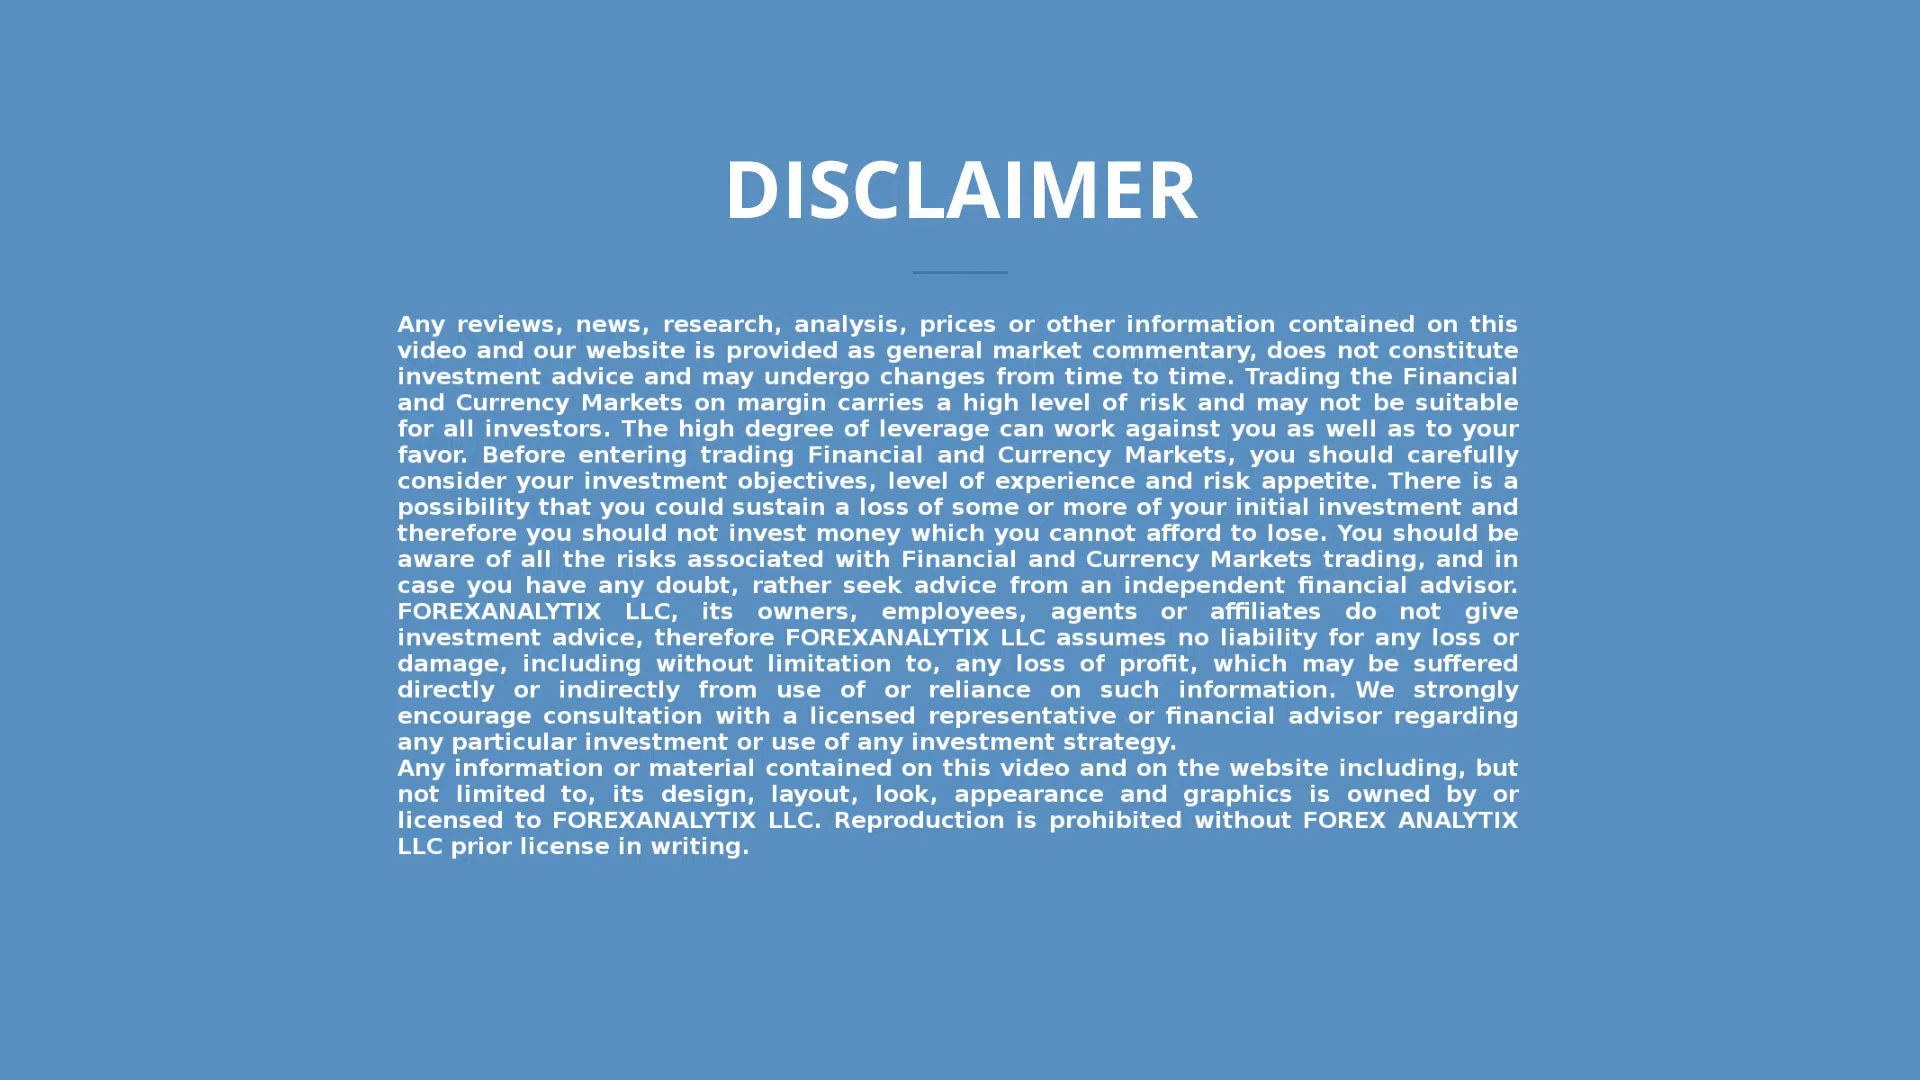 DISCLAIMER
Any reviews, news, research, analysis, prices or other information contained on this
video and our website is provided as general market commentary, does not constitute
investment advice and may undergo changes from time to time. Trading the Financial
and Currency Markets on margin carries a high level of risk and may not be suitable
for all investors. The high degree of leverage can work against you as well as to your
favor. Before entering trading Financial and Currency Markets, you should carefully
consider your investment objectives, level of experience and risk appetite. There is a
possibility that you could sustain a loss of some or more of your initial investment and
therefore you should not invest money which you cannot afford to lose. You should be
aware of all the risks associated with Financial and Currency Markets trading, and in
case you have any doubt, rather seek advice from an independent financial advisor.
FOREXANALYTIX LLC, its owners, employees, agents or affiliates do not give
investment advice, therefore FOREXANALYTIX LLC assumes no liability for any loss or
damage, including without limitation to, any loss of profit, which may be suffered
directly or indirectly from use of or reliance on such information. We strongly
encourage consultation with a licensed representative or financial advisor regarding
any particular investment or use of any investment strategy.
Any information or material contained on this video and on the website including, but
not limited to, its design, layout, look, appearance and graphics is owned by or
licensed to FOREXANALYTIX LLC. Reproduction is prohibited without FOREX ANALYTIX
LLC prior license in writing.